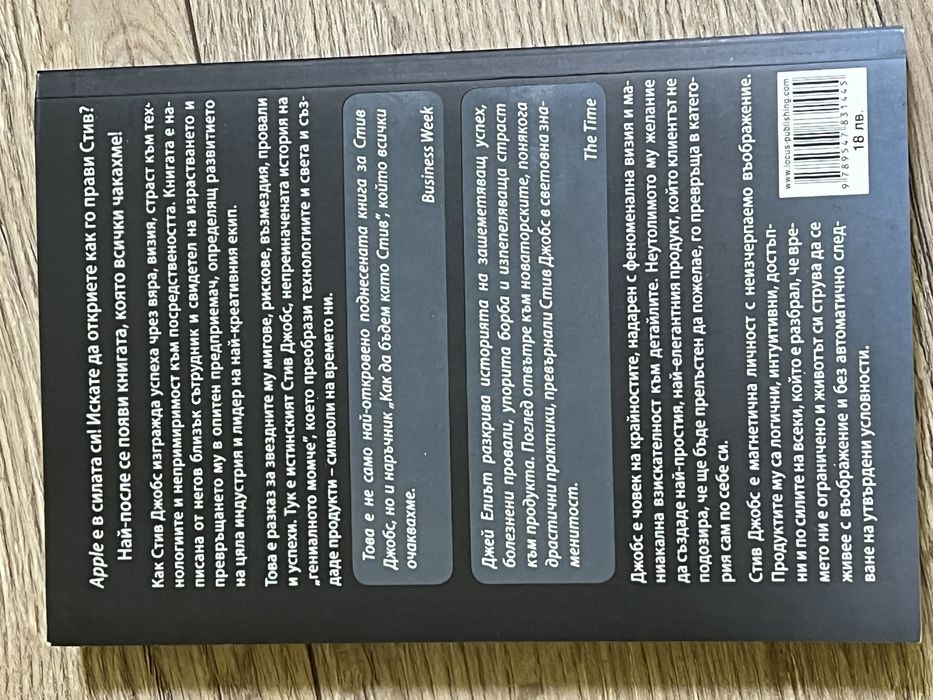 Apple е в силата си! Искате да откриете как го прави Стив?
Най-после се появи книгата, която всички чакахме!
Как Стив Джобс изгражда успеха чрез вяра, визия, страст към тех-
нологиите и непримиримост към посредствеността. Книгата е на-
писана от негов близък сътрудник и свидетел на израстването и
превръщането му в опитен предприемач, определящ развитието
на цяла индустрия и лидер на най-креативния екип.
Това е разказ за звездните му мигове, рискове, възмездия, провали
и успехи. Тук е истинският Стив Джобс, непреиначената история на
„гениалното момче“, което преобрази технологиите и света и съз-
даде продукти – символи на времето ни.
Това е не само най-откровено поднесената книга за Стив
Джобс, но и наръчник „Как да бъдем като Стив“, който всички
очаквахме.
Business Week
Джей Елиът разкрива историята на зашеметяващ успех,
болезнени провали, упорита борба и изпепеляваща страст
към продукта. Поглед отвътре към новаторските, понякога
драстични практики, превърнали Стив Джобс в световна зна-
менитост.
The Time
Джобс е човек на крайностите, надарен с феноменална визия и ма-
ниакална взискателност към детайлите. Неутолимото му желание
да създаде най-простия, най-елегантния продукт, който клиентът не
подозира, че ще бъде прелъстен да пожелае, го превръща в катего-
рия сам по себе си.
Стив Джобс е магнетична личност с неизчерпаемо въображение.
Продуктите му са логични, интуитивни, достъп-
ни и по силите на всеки, който е разбрал, че вре-
мето ни е ограничено и животът си струва да се
живее с въображение и без автоматично след-
ване на утвърдени условности.
www.locus-publishing.com
9 789547 831445
18 лв.